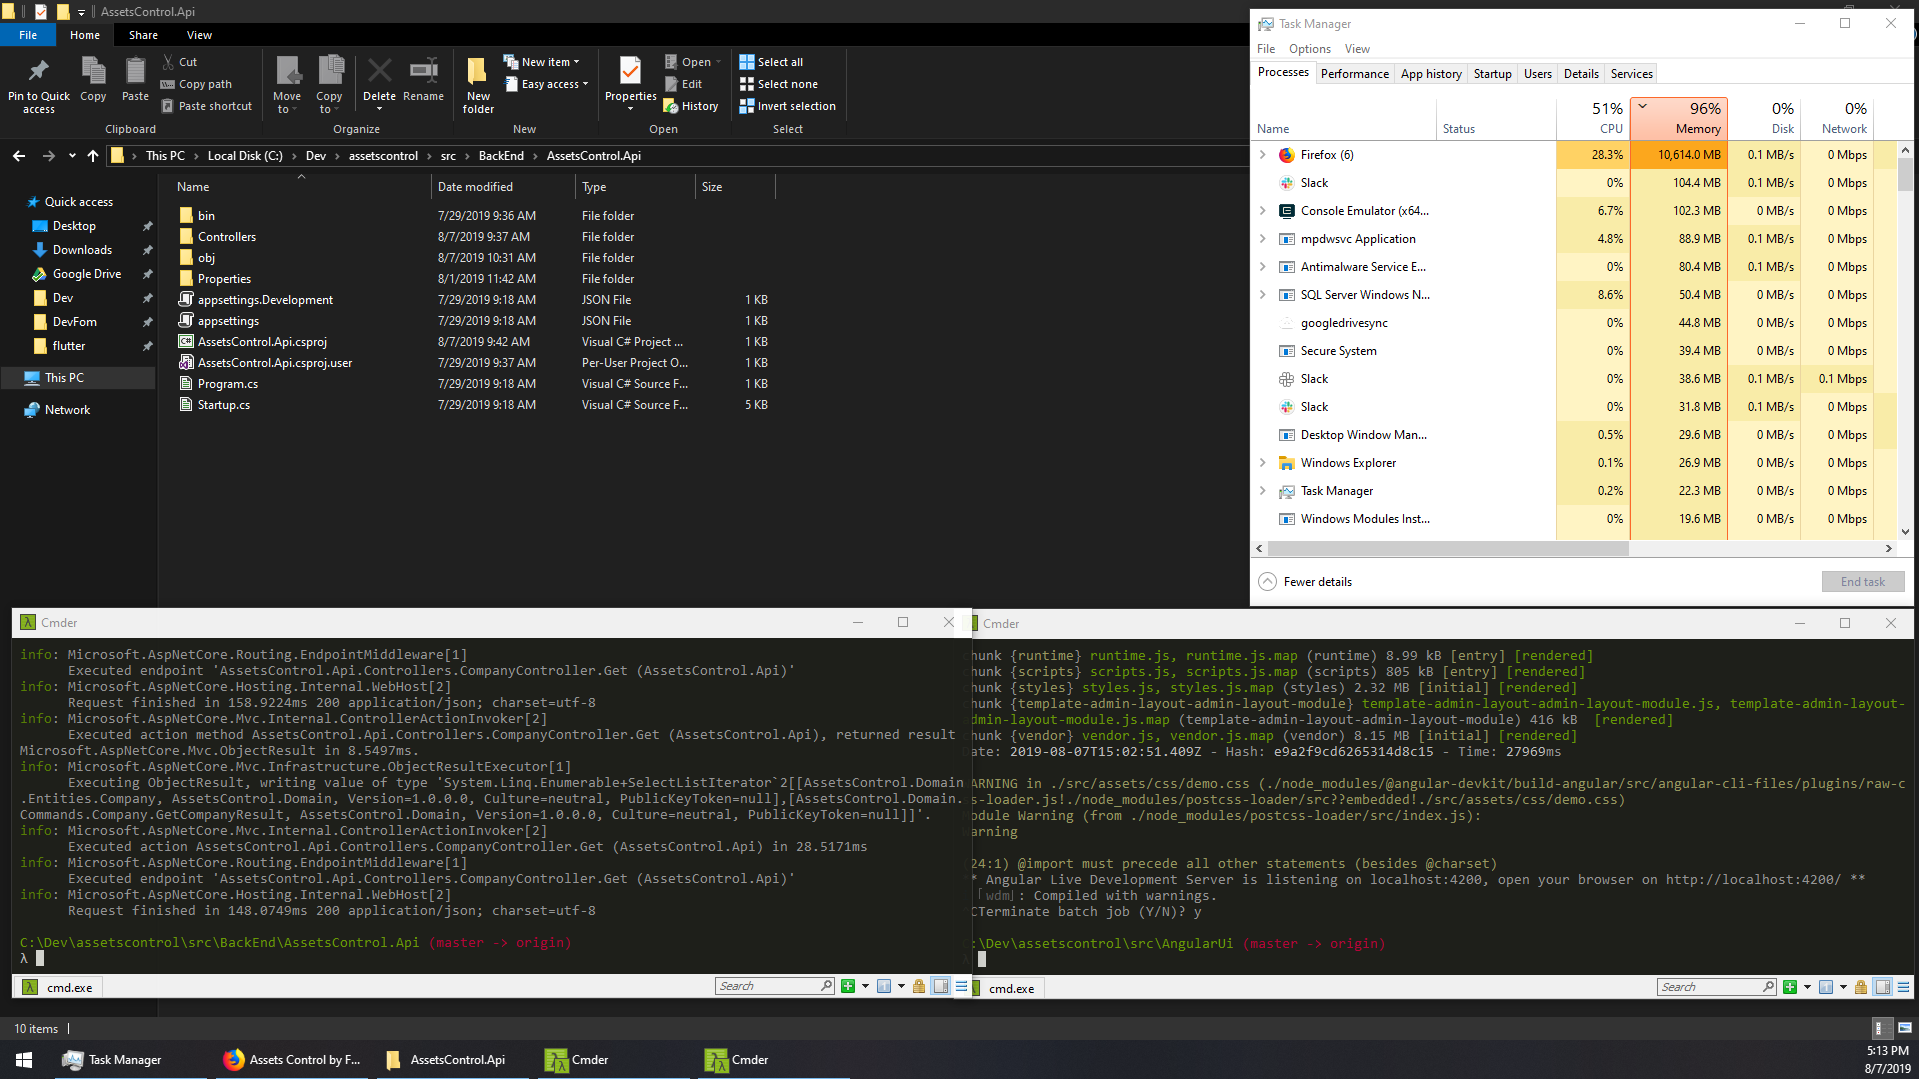 AssetsControl.Api
File
Home
Share
View
Pin to Quick access
Copy
Paste
Cut
Copy path
Paste shortcut
Clipboard
Move to
Copy to
Delete
Rename
Organize
New folder
New item
Easy access
New
Properties
Open
Edit
History
Open
Select all
Select none
Invert selection
Select
This PC
Local Disk (C:)
Dev
assetscontrol
src
BackEnd
AssetsControl.Api
Quick access
Desktop
Downloads
Google Drive
Dev
DevFom
flutter
This PC
Network
Name Date modified Type Size
bin 7/29/2019 9:36 AM File folder
Controllers 8/7/2019 9:37 AM File folder
obj 8/7/2019 10:31 AM File folder
Properties 8/1/2019 11:42 AM File folder
appsettings.Development 7/29/2019 9:18 AM JSON File 1 KB
appsettings 7/29/2019 9:18 AM JSON File 1 KB
AssetsControl.Api.csproj 8/7/2019 9:42 AM Visual C# Project ... 1 KB
AssetsControl.Api.csproj.user 7/29/2019 9:37 AM Per-User Project O... 1 KB
Program.cs 7/29/2019 9:18 AM Visual C# Source F... 1 KB
Startup.cs 7/29/2019 9:18 AM Visual C# Source F... 5 KB
Task Manager
File Options View
Processes Performance App history Startup Users Details Services
51% 96% 0% 0%
Name Status CPU Memory Disk Network
Firefox (6) 28.3% 10,614.0 MB 0.1 MB/s 0 Mbps
Slack 0% 104.4 MB 0.1 MB/s 0 Mbps
Console Emulator (x64... 6.7% 102.3 MB 0 MB/s 0 Mbps
mpdwsvc Application 4.8% 88.9 MB 0.1 MB/s 0 Mbps
Antimalware Service E... 0% 80.4 MB 0.1 MB/s 0 Mbps
SQL Server Windows N... 8.6% 50.4 MB 0 MB/s 0 Mbps
googledrivesync 0% 44.8 MB 0 MB/s 0 Mbps
Secure System 0% 39.4 MB 0 MB/s 0 Mbps
Slack 0% 38.6 MB 0.1 MB/s 0.1 Mbps
Slack 0% 31.8 MB 0.1 MB/s 0 Mbps
Desktop Window Man... 0.5% 29.6 MB 0 MB/s 0 Mbps
Windows Explorer 0.1% 26.9 MB 0 MB/s 0 Mbps
Task Manager 0.2% 22.3 MB 0 MB/s 0 Mbps
Windows Modules Inst... 0% 19.6 MB 0 MB/s 0 Mbps
Fewer details
End task
Cmder
info: Microsoft.AspNetCore.Routing.EndpointMiddleware[1]
Executed endpoint 'AssetsControl.Api.Controllers.CompanyController.Get (AssetsControl.Api)'
info: Microsoft.AspNetCore.Hosting.Internal.WebHost[2]
Request finished in 158.9224ms 200 application/json; charset=utf-8
info: Microsoft.AspNetCore.Mvc.Internal.ControllerActionInvoker[2]
Executed action method AssetsControl.Api.Controllers.CompanyController.Get (AssetsControl.Api), returned result
Microsoft.AspNetCore.Mvc.ObjectResult in 8.5497ms.
info: Microsoft.AspNetCore.Mvc.Infrastructure.ObjectResultExecutor[1]
Executing ObjectResult, writing value of type 'System.Linq.Enumerable+SelectListIterator`2[[AssetsControl.Domain
.Entities.Company, AssetsControl.Domain, Version=1.0.0.0, Culture=neutral, PublicKeyToken=null],[AssetsControl.Domain.
Commands.Company.GetCompanyResult, AssetsControl.Domain, Version=1.0.0.0, Culture=neutral, PublicKeyToken=null]]'.
info: Microsoft.AspNetCore.Mvc.Internal.ControllerActionInvoker[2]
Executed action AssetsControl.Api.Controllers.CompanyController.Get (AssetsControl.Api) in 28.5171ms
info: Microsoft.AspNetCore.Routing.EndpointMiddleware[1]
Executed endpoint 'AssetsControl.Api.Controllers.CompanyController.Get (AssetsControl.Api)'
info: Microsoft.AspNetCore.Hosting.Internal.WebHost[2]
Request finished in 148.0749ms 200 application/json; charset=utf-8
C:\Dev\assetscontrol\src\BackEnd\AssetsControl.Api (master -> origin)
λ
cmd.exe
Search
Cmder
hunk {runtime} runtime.js, runtime.js.map (runtime) 8.99 kB [entry] [rendered]
hunk {scripts} scripts.js, scripts.js.map (scripts) 805 kB [entry] [rendered]
hunk {styles} styles.js, styles.js.map (styles) 2.32 MB [initial] [rendered]
hunk {template-admin-layout-admin-layout-module} template-admin-layout-admin-layout-module.js, template-admin-layout-
dmin-layout-module.js.map (template-admin-layout-admin-layout-module) 416 kB [rendered]
hunk {vendor} vendor.js, vendor.js.map (vendor) 8.15 MB [initial] [rendered]
Date: 2019-08-07T15:02:51.409Z - Hash: e9a2f9cd6265314d8c15 - Time: 27969ms
ARNING in ./src/assets/css/demo.css (./node_modules/@angular-devkit/build-angular/src/angular-cli-files/plugins/raw-c
s-loader.js!./node_modules/postcss-loader/src??embedded!./src/assets/css/demo.css)
odule Warning (from ./node_modules/postcss-loader/src/index.js):
arning
24:1) @import must precede all other statements (besides @charset)
* Angular Live Development Server is listening on localhost:4200, open your browser on http://localhost:4200/ **
｢wdm｣: Compiled with warnings.
CTerminate batch job (Y/N)? y
:\Dev\assetscontrol\src\AngularUi (master -> origin)
cmd.exe
Search
10 items
Task Manager
Assets Control by F...
AssetsControl.Api
Cmder
Cmder
5:13 PM
8/7/2019